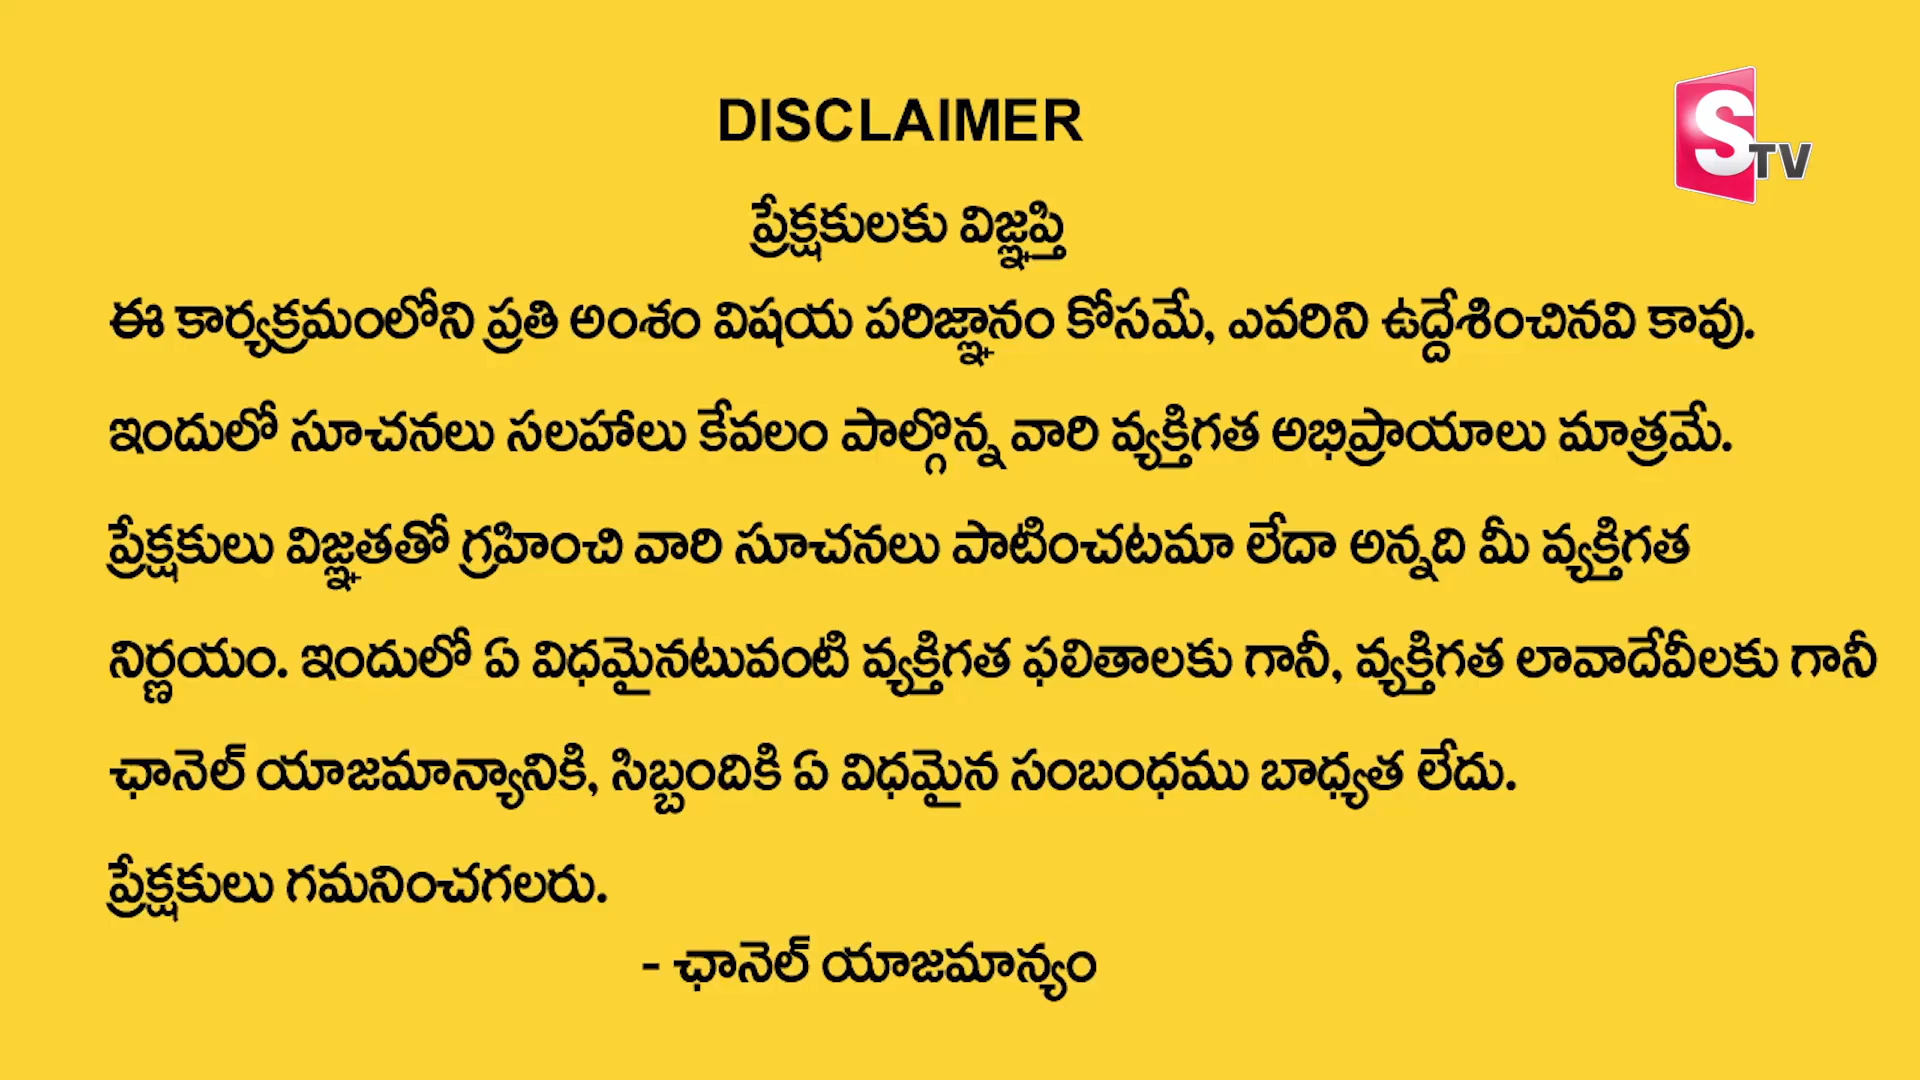 DISCLAIMER
STV
ప్రేక్షకులకు విజ్ఞప్తి
ఈ కార్యక్రమంలోని ప్రతి అంశం విషయ పరిజ్ఞానం కోసమే, ఎవరిని ఉద్దేశించినవి కావు.
ఇందులో సూచనలు సలహాలు కేవలం పాల్గొన్న వారి వ్యక్తిగత అభిప్రాయాలు మాత్రమే.
ప్రేక్షకులు విజ్ఞతతో గ్రహించి వారి సూచనలు పాటించటమా లేదా అన్నది మీ వ్యక్తిగత
నిర్ణయం. ఇందులో ఏ విధమైనటువంటి వ్యక్తిగత ఫలితాలకు గానీ, వ్యక్తిగత లావాదేవీలకు గానీ
ఛానెల్ యాజమాన్యానికి, సిబ్బందికి ఏ విధమైన సంబంధము బాధ్యత లేదు.
ప్రేక్షకులు గమనించగలరు.
- ఛానెల్ యాజమాన్యం